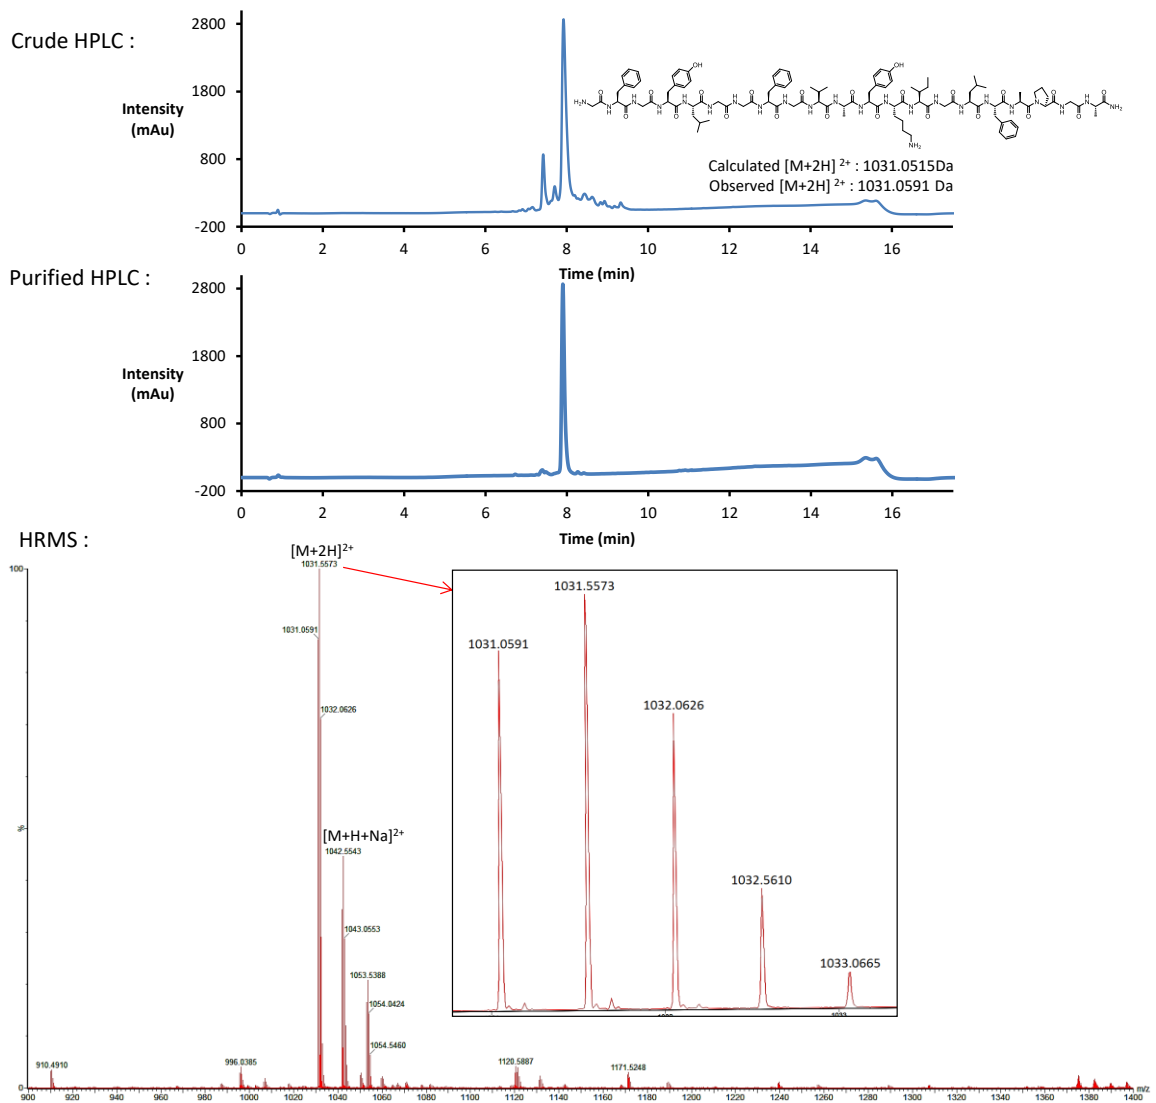 Crude HPLC :
2800
1800
800
-200
Intensity
(mAu)
H2N
O
N
H
OH
NH2
Calculated [M+2H] 2+ : 1031.0515Da
Observed [M+2H] 2+ : 1031.0591 Da
0 2 4 6 8 10 12 14 16
Time (min)
Purified HPLC :
2800
1800
800
-200
Intensity
(mAu)
0 2 4 6 8 10 12 14 16
Time (min)
HRMS :
[M+2H]2+
1031.5573
1031.0591
1032.0626
[M+H+Na]2+
1042.5543
1043.0553
1053.5388
1054.0424
1054.5460
910.4910
996.0385
1120.5887
1171.5248
100
%
0
1031.0591
1031.5573
1032.0626
1032.5610
1033.0665
1033
900 920 940 960 980 1000 1020 1040 1060 1080 1100 1120 1140 1160 1180 1200 1220 1240 1260 1280 1300 1320 1340 1360 1380 1400
m/z